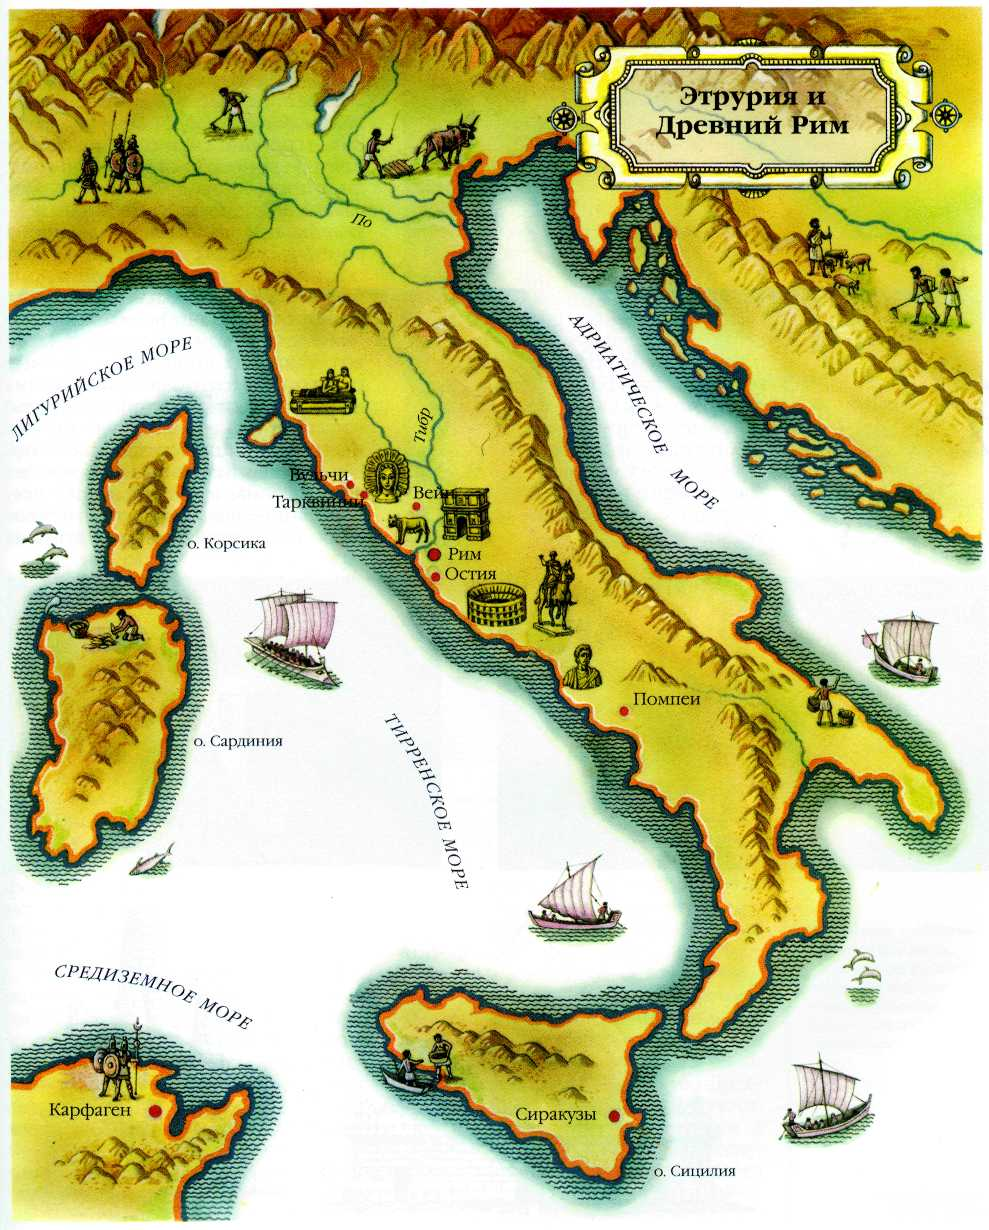 Этрурия и
Древний Рим
По
ЛИГУРИЙСКОЕ МОРЕ
АДРИАТИЧЕСКОЕ МОРЕ
Тибр
Вульчи
Тарквинии
Вейи
о. Корсика
Рим
Остия
Помпеи
о. Сардиния
ТИРРЕНСКОЕ МОРЕ
СРЕДИЗЕМНОЕ МОРЕ
Карфаген
Сиракузы
о. Сицилия